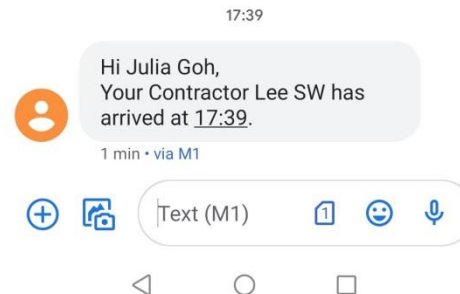 17:39
Hi Julia Goh,
Your Contractor Lee SW has
arrived at 17:39.
1 min • via M1
Text (M1)
1